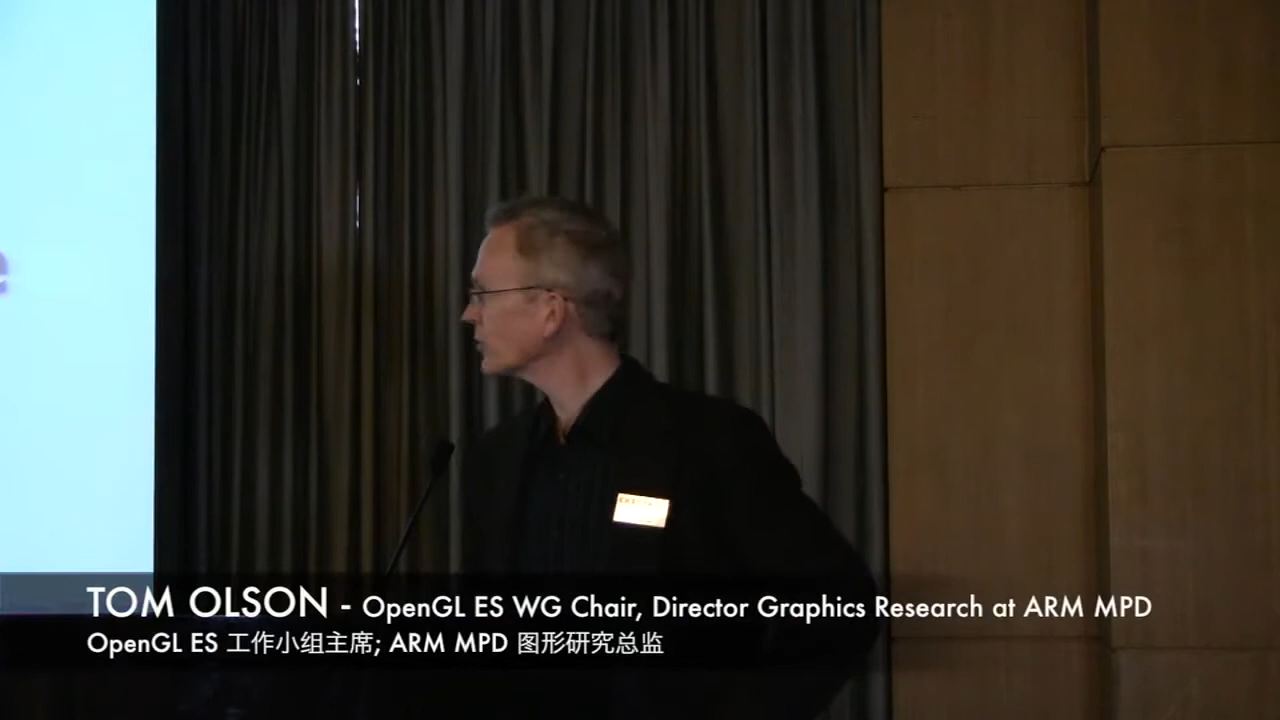 TOM OLSON - OpenGL ES WG Chair, Director Graphics Research at ARM MPD
OpenGL ES 工作小组主席; ARM MPD 图形研究总监